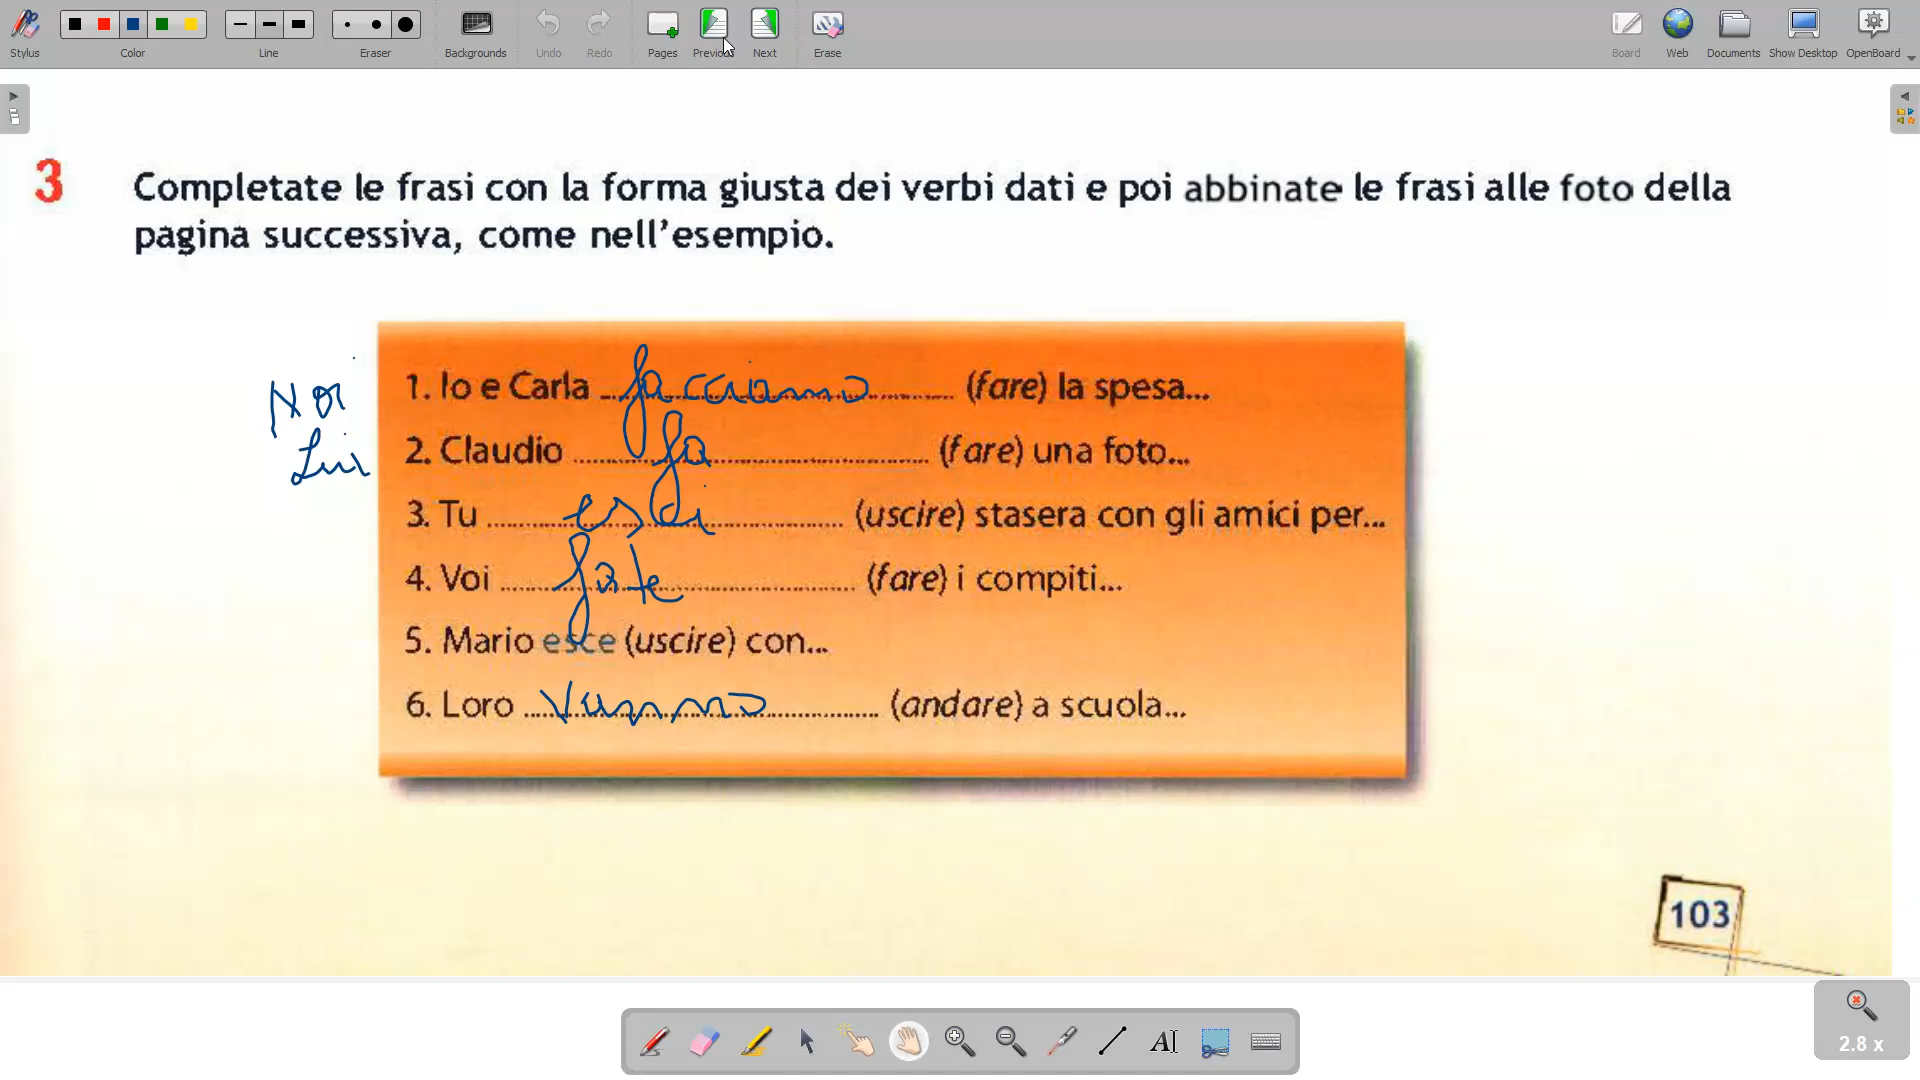 Stylus Color Line Eraser Backgrounds Undo Redo Pages Previous Next Erase Board Web Documents Show Desktop OpenBoard
3 Completate le frasi con la forma giusta dei verbi dati e poi abbinate le frasi alle foto della
pagina successiva, come nell'esempio.
Noi 1. Io e Carla facciamo (fare) la spesa...
Lui 2. Claudio fa (fare) una foto...
3. Tu esci (uscire) stasera con gli amici per...
4. Voi fate (fare) i compiti...
5. Mario esce (uscire) con...
6. Loro vanno (andare) a scuola...
103
2.8 x